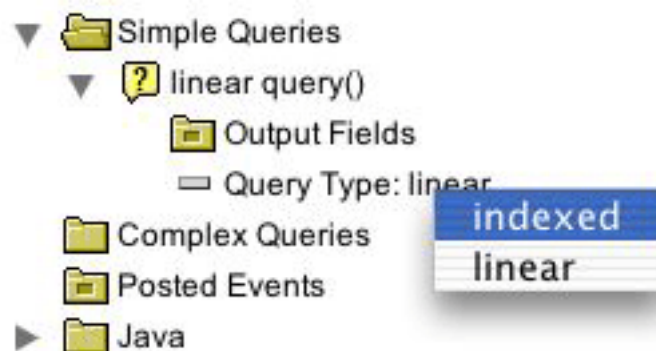 Simple Queries
linear query()
Output Fields
Query Type: linear
indexed
Complex Queries
linear
Posted Events
Java